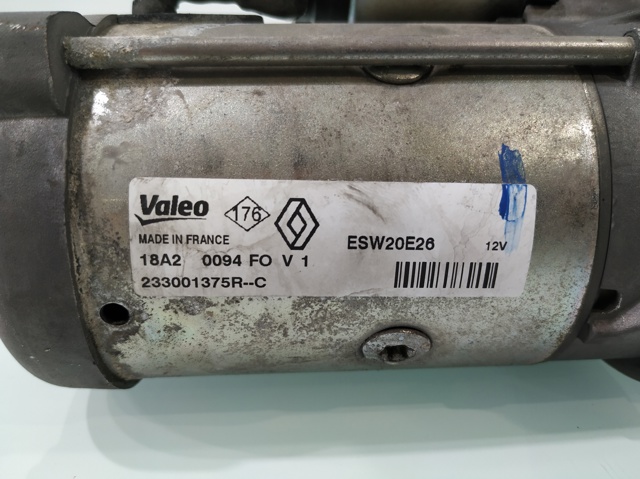 Valeo 176 ESW20E26 12V
MADE IN FRANCE
18A2 0094 FO V 1
233001375R--C